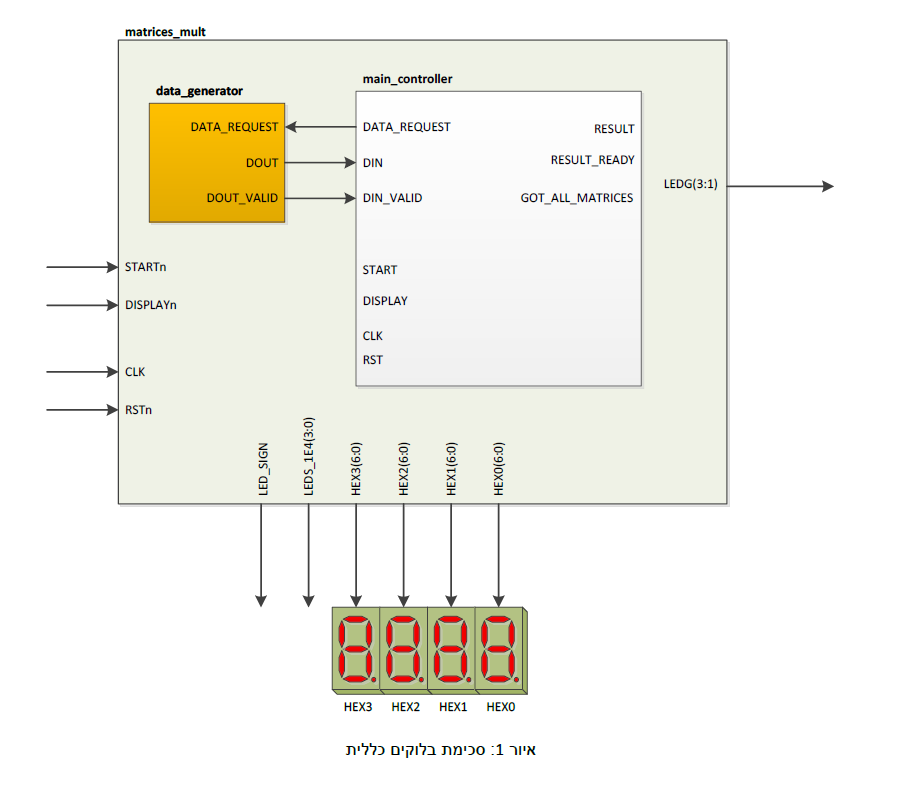 matrices_mult
data_generator
DATA_REQUEST
DOUT
DOUT_VALID
main_controller
DATA_REQUEST
DIN
DIN_VALID
START
DISPLAY
CLK
RST
RESULT
RESULT_READY
GOT_ALL_MATRICES
LEDG(3:1)
STARTn
DISPLAYn
CLK
RSTn
LED_SIGN
LEDS_1E4(3:0)
HEX3(6:0)
HEX2(6:0)
HEX1(6:0)
HEX0(6:0)
HEX3 HEX2 HEX1 HEX0
איור 1: סכימת בלוקים כללית